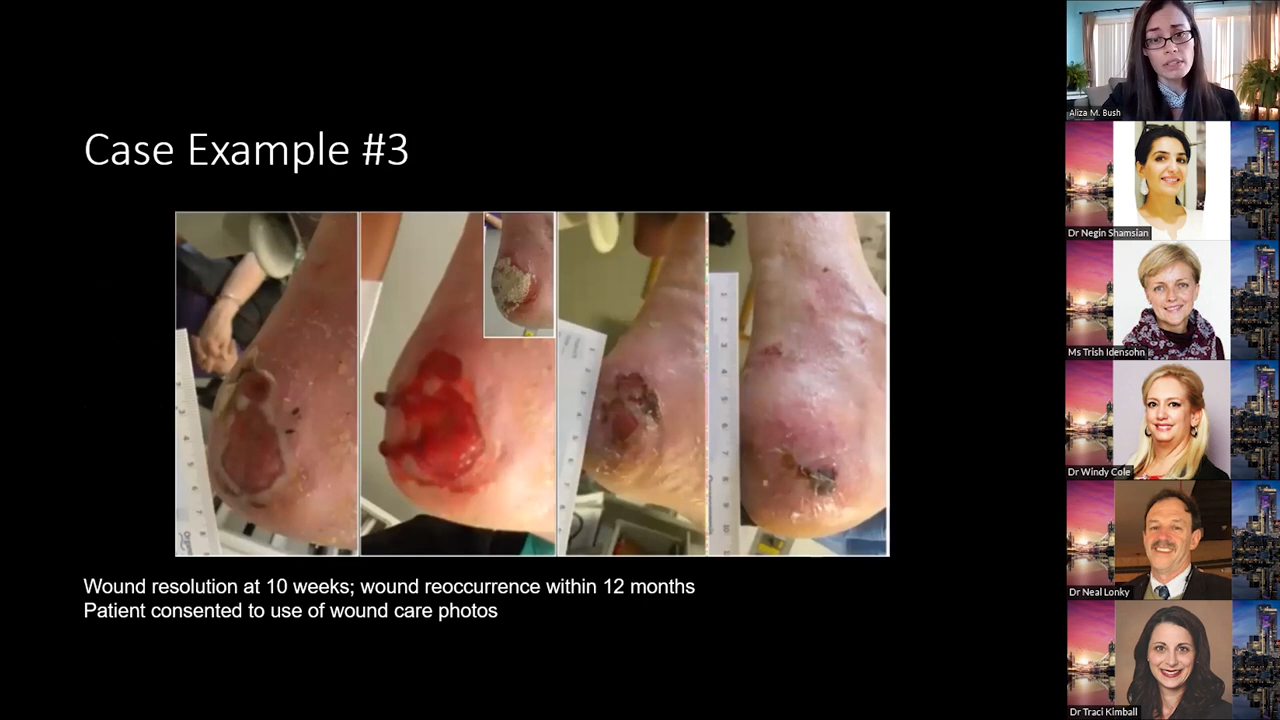 Case Example #3
Wound resolution at 10 weeks; wound reoccurrence within 12 months
Patient consented to use of wound care photos
Aliza M. Bush
Dr Negin Shamsian
Ms Trish Idensohn
Dr Windy Cole
Dr Neal Lonky
Dr Traci Kimball